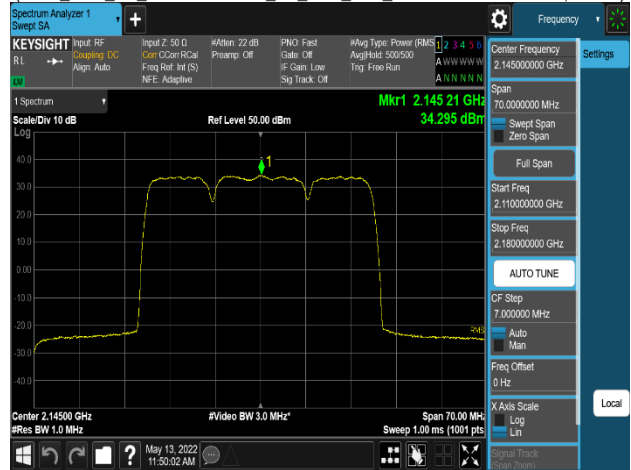 Spectrum Analyzer 1
Swept SA
Frequency
KEYSIGHT
Input: RF
Coupling: DC
Align: Auto
Input Z: 50 Ω
Corr CCorr RCal
Freq Ref: Int (S)
NFE: Adaptive
#Atten: 22 dB
Preamp: Off
PNO: Fast
Gate: Off
IF Gain: Low
Sig Track: Off
#Avg Type: Power (RMS
Avg|Hold: 500/500
Trig: Free Run
1 2 3 4 5 6
A W W W W W
A N N N N N
R L
LW
1 Spectrum
Scale/Div 10 dB
Ref Level 50.00 dBm
Mkr1 2.145 21 GHz
34.295 dBm
Log
40.0
30.0
20.0
10.0
0.00
-10.0
-20.0
-30.0
-40.0
1
RMS
Center 2.14500 GHz
#Video BW 3.0 MHz*
Span 70.00 MHz
#Res BW 1.0 MHz
Sweep 1.00 ms (1001 pts
May 13, 2022
11:50:02 AM
Center Frequency
2.145000000 GHz
Settings
Span
70.0000000 MHz
Swept Span
Zero Span
Full Span
Start Freq
2.110000000 GHz
Stop Freq
2.180000000 GHz
AUTO TUNE
CF Step
7.000000 MHz
Auto
Man
Freq Offset
0 Hz
X Axis Scale
Log
Lin
Local
Signal Track
(Span Zoom)